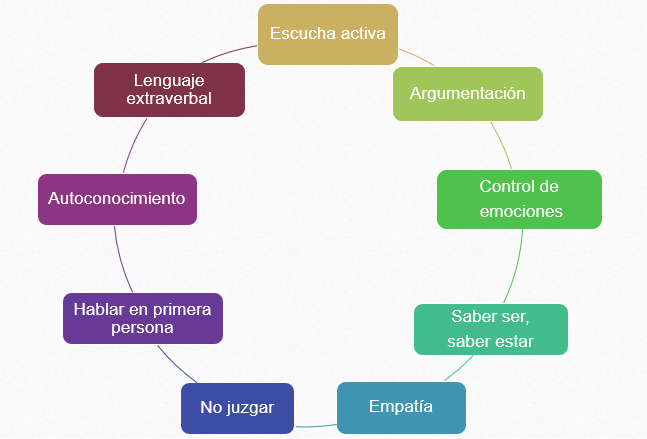 Escucha activa
Argumentación
Control de
emociones
Saber ser,
saber estar
Empatía
No juzgar
Hablar en primera
persona
Autoconocimiento
Lenguaje
extraverbal